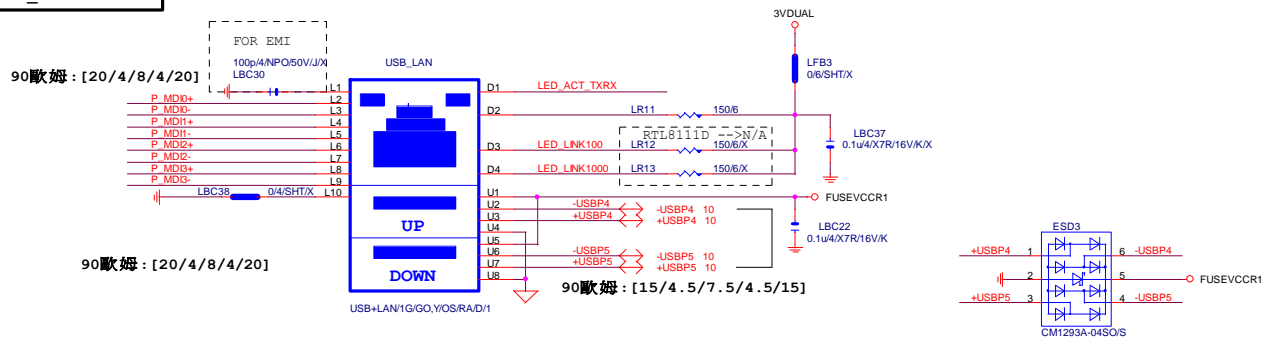 3VDUAL
FOR EMI
100p/4/NPO/50V/J/X
LBC30
90歐姆:[20/4/8/4/20]
USB_LAN
LFB3
0/6/SHT/X
L1
L2
L3
L4
L5
L6
L7
L8
L9
L10
P_MDI0+
P_MDI0-
P_MDI1+
P_MDI1-
P_MDI2+
P_MDI2-
P_MDI3+
P_MDI3-
LBC38
0/4/SHT/X
D1
LED_ACT_TXRX
D2
LR11
150/6
RTL8111D -->N/A
D3
LED_LINK100
LR12
150/6/X
D4
LED_LINK1000
LR13
150/6/X
LBC37
0.1u/4/X7R/16V/K/X
U1
FUSEVCCR1
U2
-USBP4
-USBP4 10
U3
+USBP4
+USBP4 10
U4
U5
U6
-USBP5
-USBP5 10
U7
+USBP5
+USBP5 10
U8
UP
DOWN
LBC22
0.1u/4/X7R/16V/K
90歐姆:[20/4/8/4/20]
90歐姆:[15/4.5/7.5/4.5/15]
USB+LAN/1G/GO,Y/OS/RA/D/1
ESD3
+USBP4 1
6 -USBP4
2
5 FUSEVCCR1
+USBP5 3
4 -USBP5
CM1293A-04SO/S